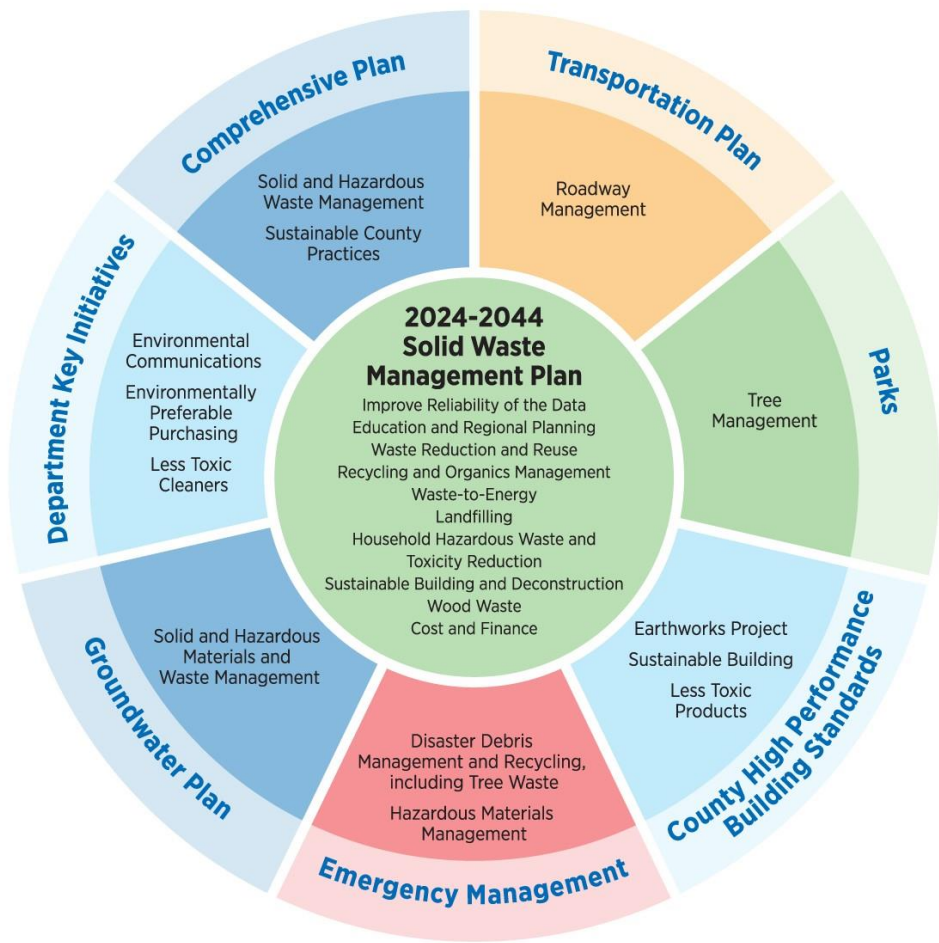 Comprehensive Plan
Solid and Hazardous
Waste Management
Sustainable County
Practices
Transportation Plan
Roadway
Management
Parks
Tree
Management
County High Performance
Building Standards
Earthworks Project
Sustainable Building
Less Toxic
Products
Emergency Management
Disaster Debris
Management and Recycling,
including Tree Waste
Hazardous Materials
Management
Groundwater Plan
Solid and Hazardous
Materials and
Waste Management
Department Key Initiatives
Environmental
Communications
Environmentally
Preferable
Purchasing
Less Toxic
Cleaners
2024-2044
Solid Waste
Management Plan
Improve Reliability of the Data
Education and Regional Planning
Waste Reduction and Reuse
Recycling and Organics Management
Waste-to-Energy
Landfilling
Household Hazardous Waste and
Toxicity Reduction
Sustainable Building and Deconstruction
Wood Waste
Cost and Finance